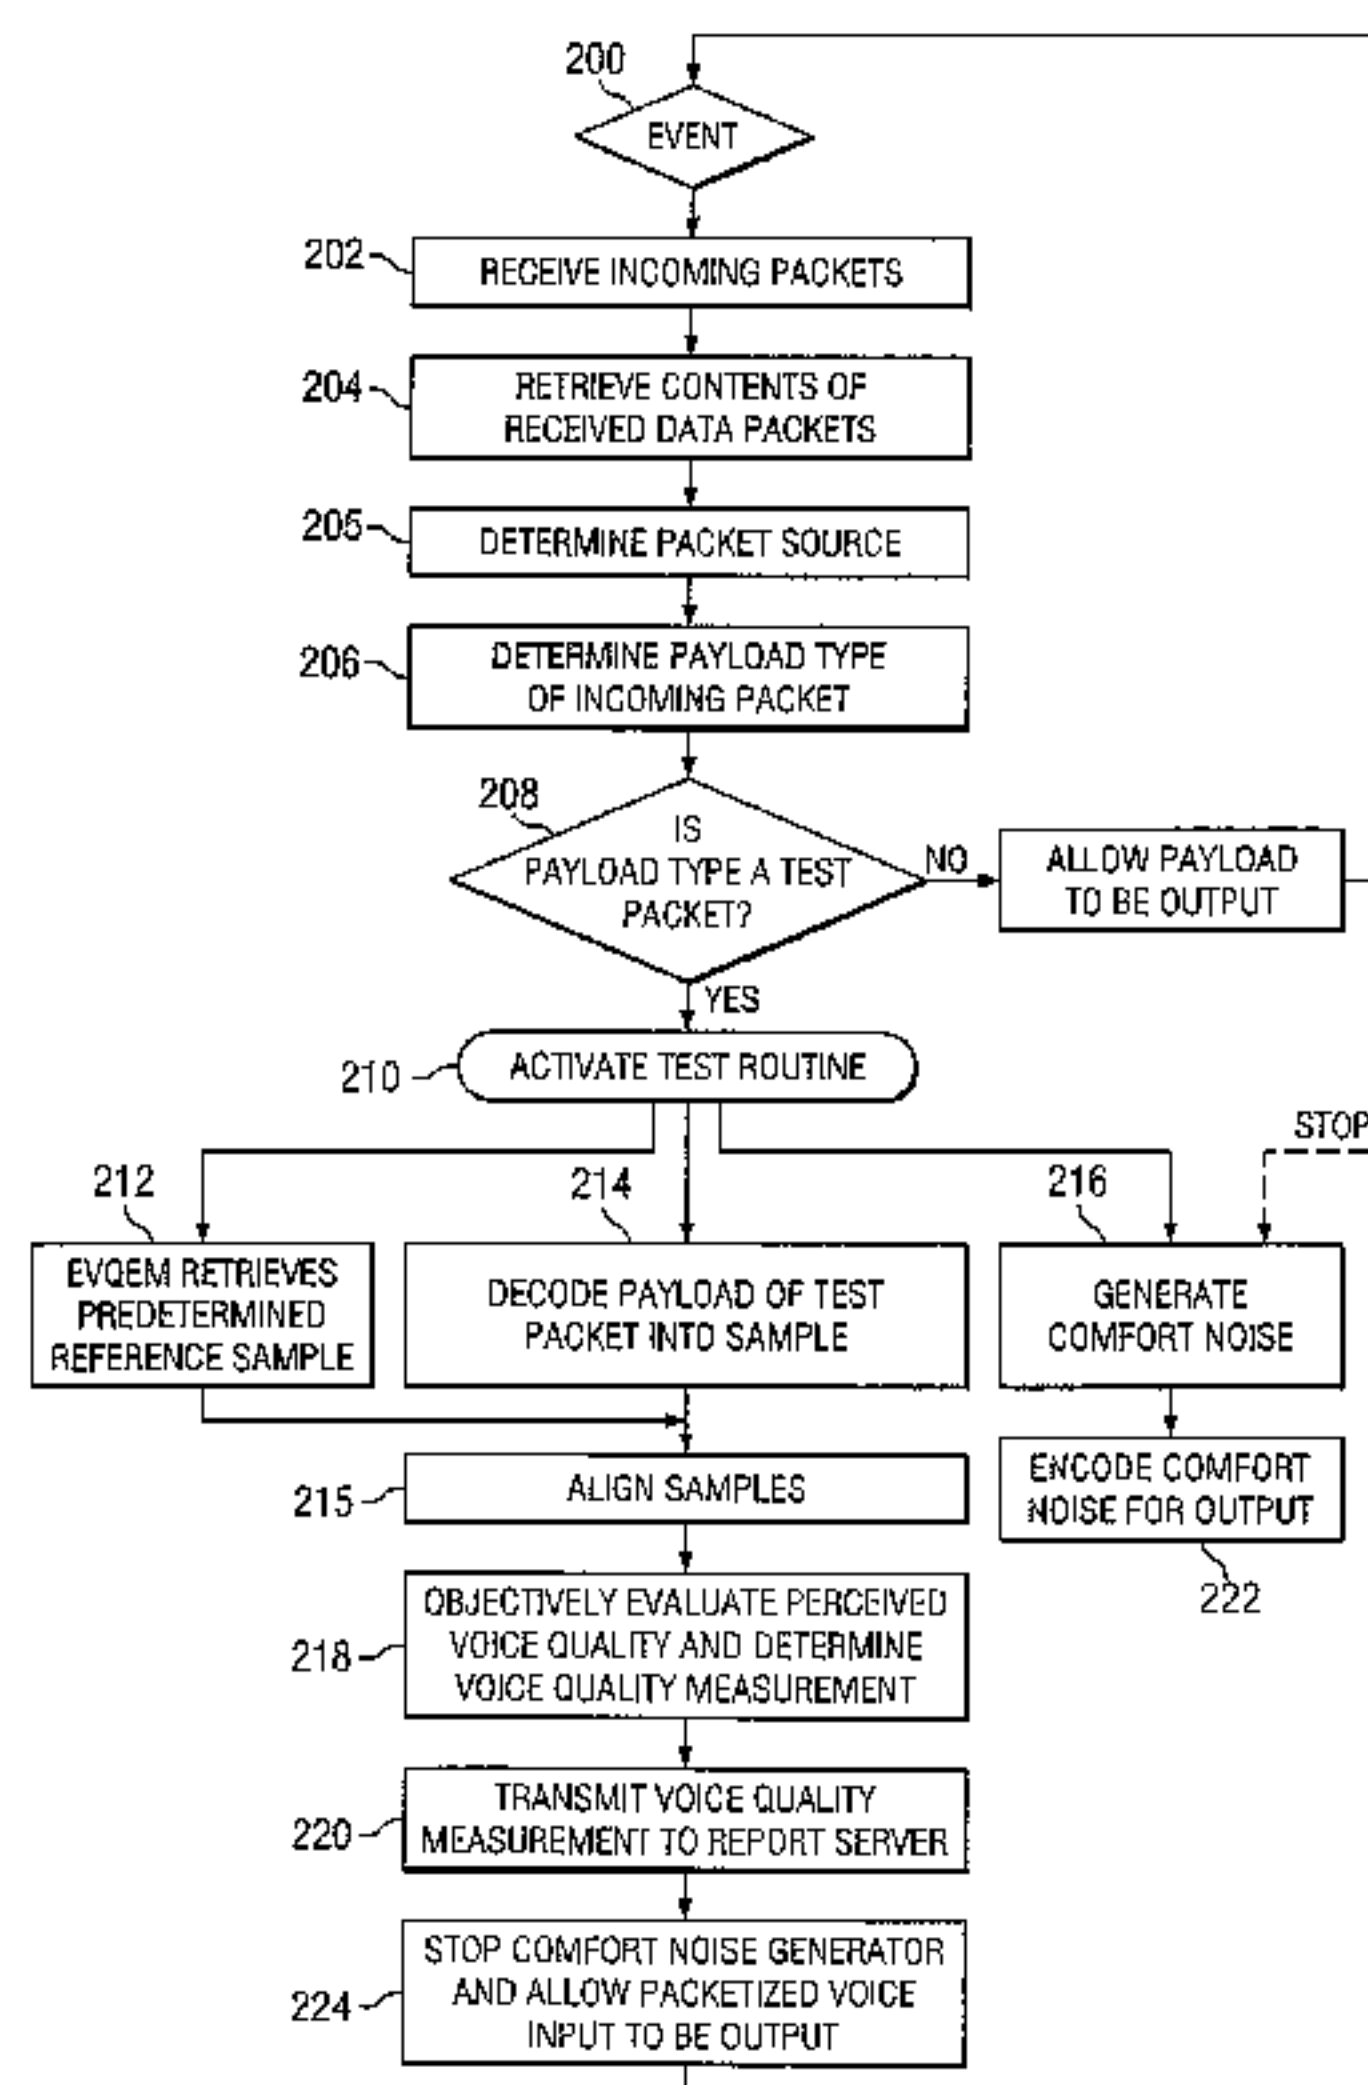 200
EVENT
202
RECEIVE INCOMING PACKETS
204
RETRIEVE CONTENTS OF
RECEIVED DATA PACKETS
205
DETERMINE PACKET SOURCE
206
DETERMINE PAYLOAD TYPE
OF INCOMING PACKET
208
IS
PAYLOAD TYPE A TEST
PACKET?
NO
ALLOW PAYLOAD
TO BE OUTPUT
YES
210
ACTIVATE TEST ROUTINE
STOP
212
EVQEM RETRIEVES
PREDETERMINED
REFERENCE SAMPLE
214
DECODE PAYLOAD OF TEST
PACKET INTO SAMPLE
216
GENERATE
COMFORT NOISE
215
ALIGN SAMPLES
ENCODE COMFORT
NOISE FOR OUTPUT
222
218
OBJECTIVELY EVALUATE PERCEIVED
VOICE QUALITY AND DETERMINE
VOICE QUALITY MEASUREMENT
220
TRANSMIT VOICE QUALITY
MEASUREMENT TO REPORT SERVER
224
STOP COMFORT NOISE GENERATOR
AND ALLOW PACKETIZED VOICE
INPUT TO BE OUTPUT